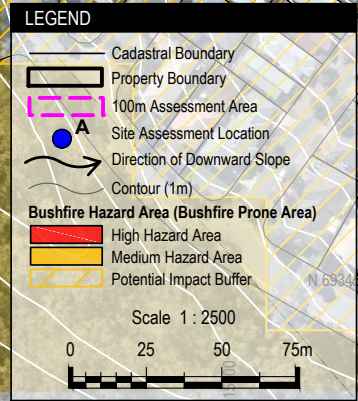 LEGEND
Cadastral Boundary
Property Boundary
100m Assessment Area
A
Site Assessment Location
Direction of Downward Slope
Contour (1m)
Bushfire Hazard Area (Bushfire Prone Area)
High Hazard Area
Medium Hazard Area
Potential Impact Buffer
Scale 1 : 2500
0 25 50 75m